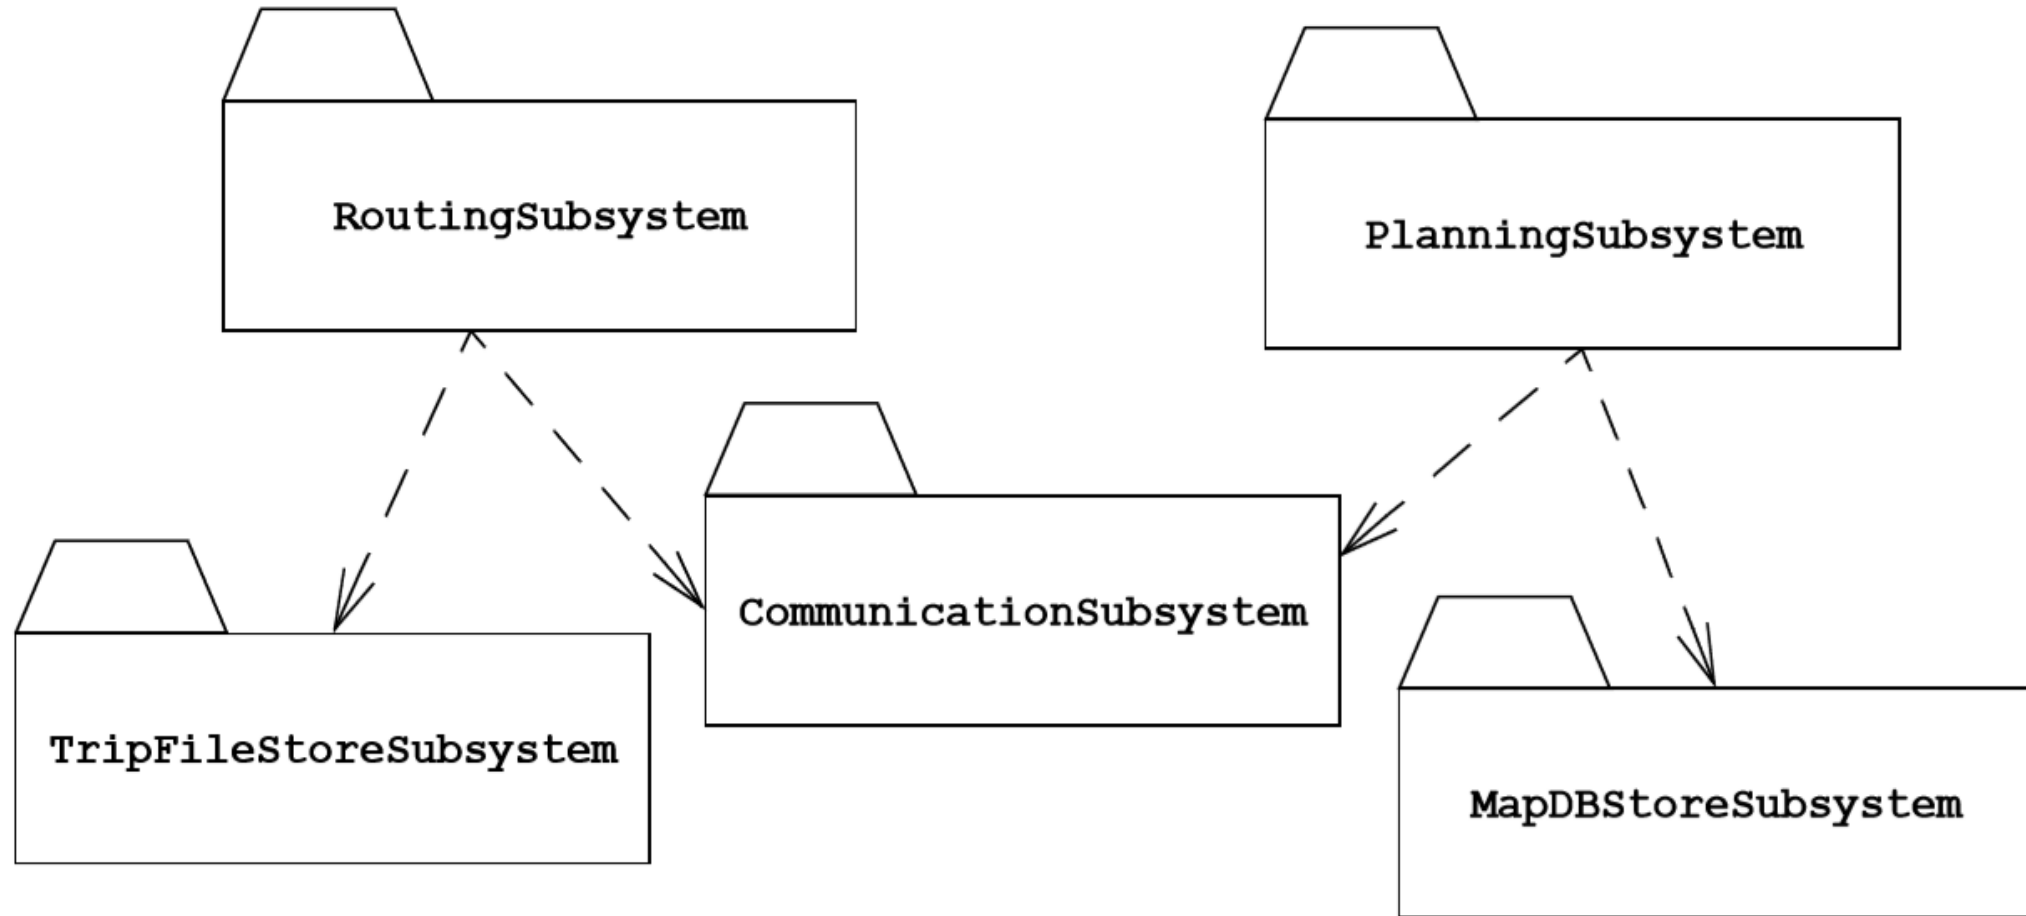 RoutingSubsystem
PlanningSubsystem
CommunicationSubsystem
TripFileStoreSubsystem
MapDBStoreSubsystem